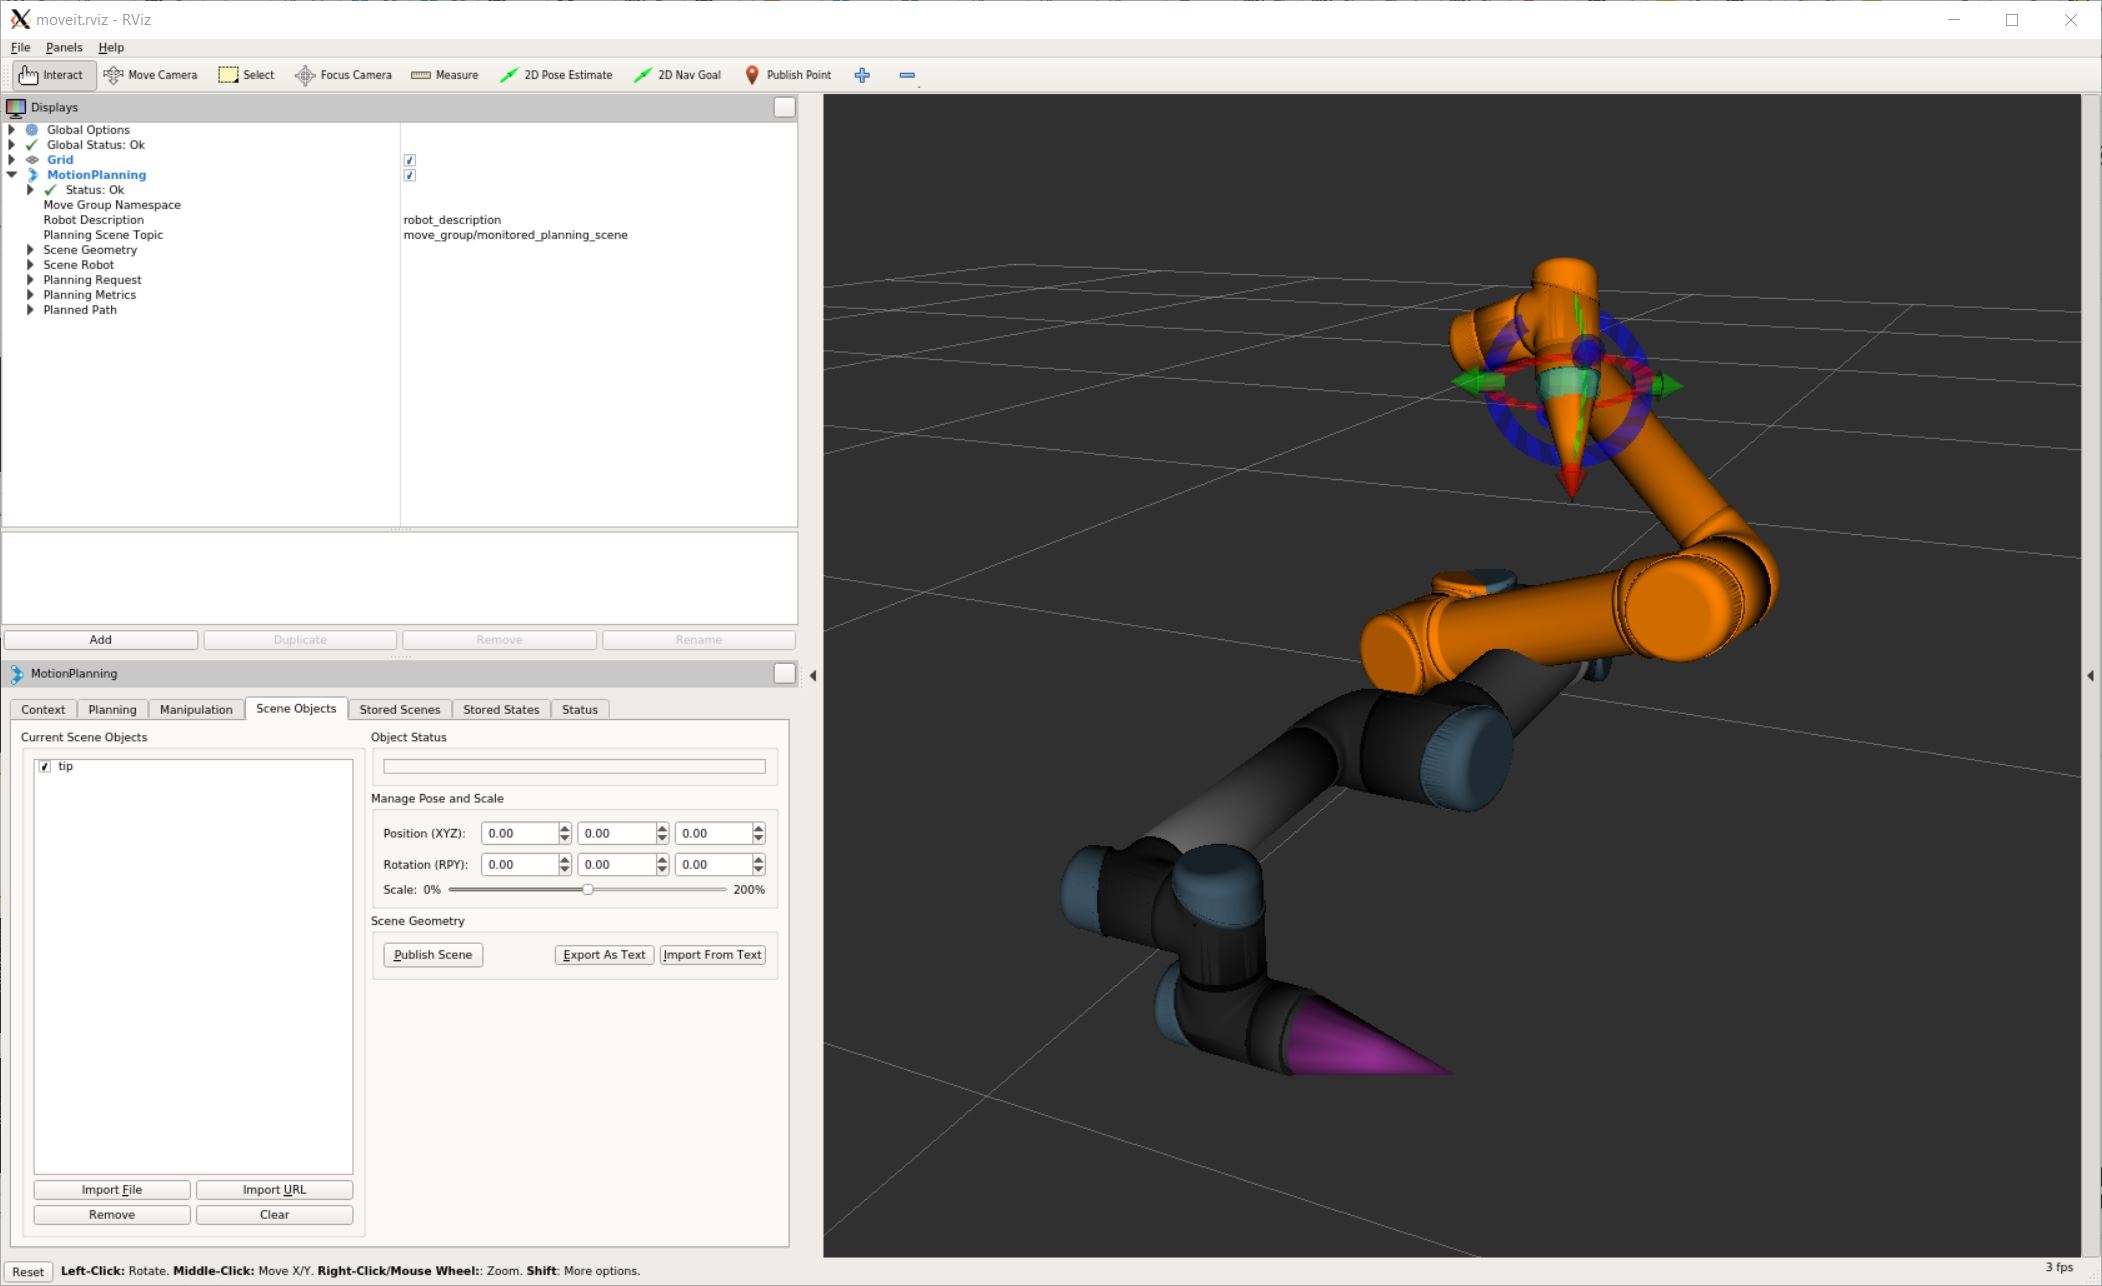 moveit.rviz - RViz
File Panels Help
Interact Move Camera Select Focus Camera Measure 2D Pose Estimate 2D Nav Goal Publish Point
Displays
Global Options
Global Status: Ok
Grid
MotionPlanning
Status: Ok
Move Group Namespace
Robot Description robot_description
Planning Scene Topic move_group/monitored_planning_scene
Scene Geometry
Scene Robot
Planning Request
Planning Metrics
Planned Path
Add Duplicate Remove Rename
MotionPlanning
Context Planning Manipulation Scene Objects Stored Scenes Stored States Status
Current Scene Objects
tip
Import File Import URL
Remove Clear
Object Status
Manage Pose and Scale
Position (XYZ): 0.00 0.00 0.00
Rotation (RPY): 0.00 0.00 0.00
Scale: 0% 200%
Scene Geometry
Publish Scene Export As Text Import From Text
Reset Left-Click: Rotate. Middle-Click: Move X/Y. Right-Click/Mouse Wheel:: Zoom. Shift: More options. 3 fps